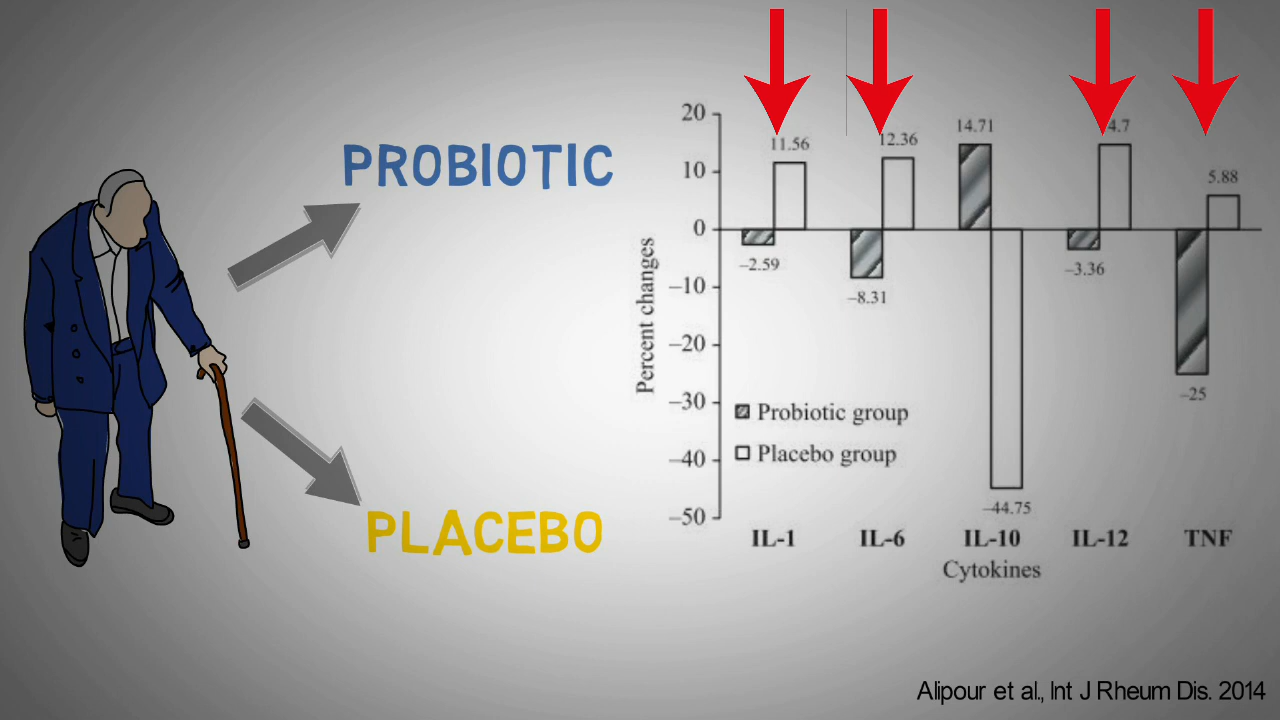 PROBIOTIC
PLACEBO
20
10
0
–10
–20
–30
–40
–50
Percent changes
11.56
12.36
14.71
4.7
5.88
–2.59
–8.31
–3.36
–25
–44.75
Probiotic group
Placebo group
IL-1 IL-6 IL-10 IL-12 TNF
Cytokines
Alipour et al., Int J Rheum Dis. 2014